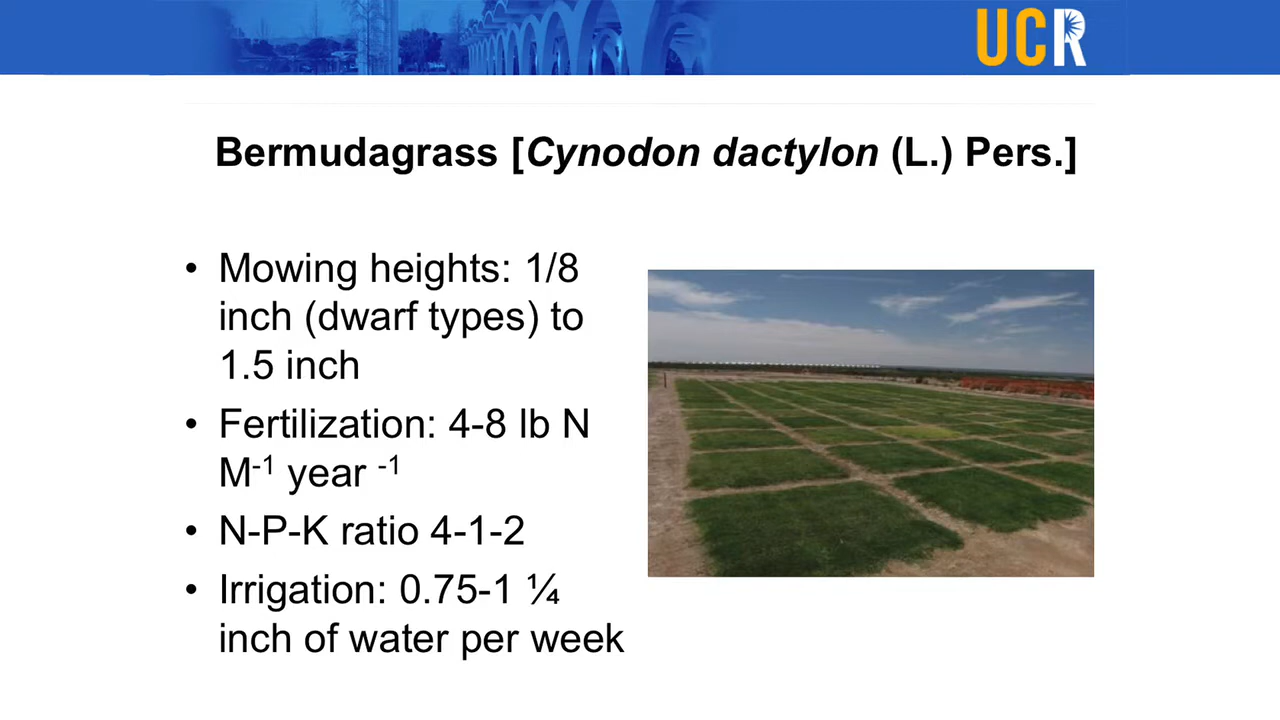 UCR
Bermudagrass [Cynodon dactylon (L.) Pers.]
• Mowing heights: 1/8
inch (dwarf types) to
1.5 inch
• Fertilization: 4-8 lb N
M⁻¹ year ⁻¹
• N-P-K ratio 4-1-2
• Irrigation: 0.75-1 ¼
inch of water per week